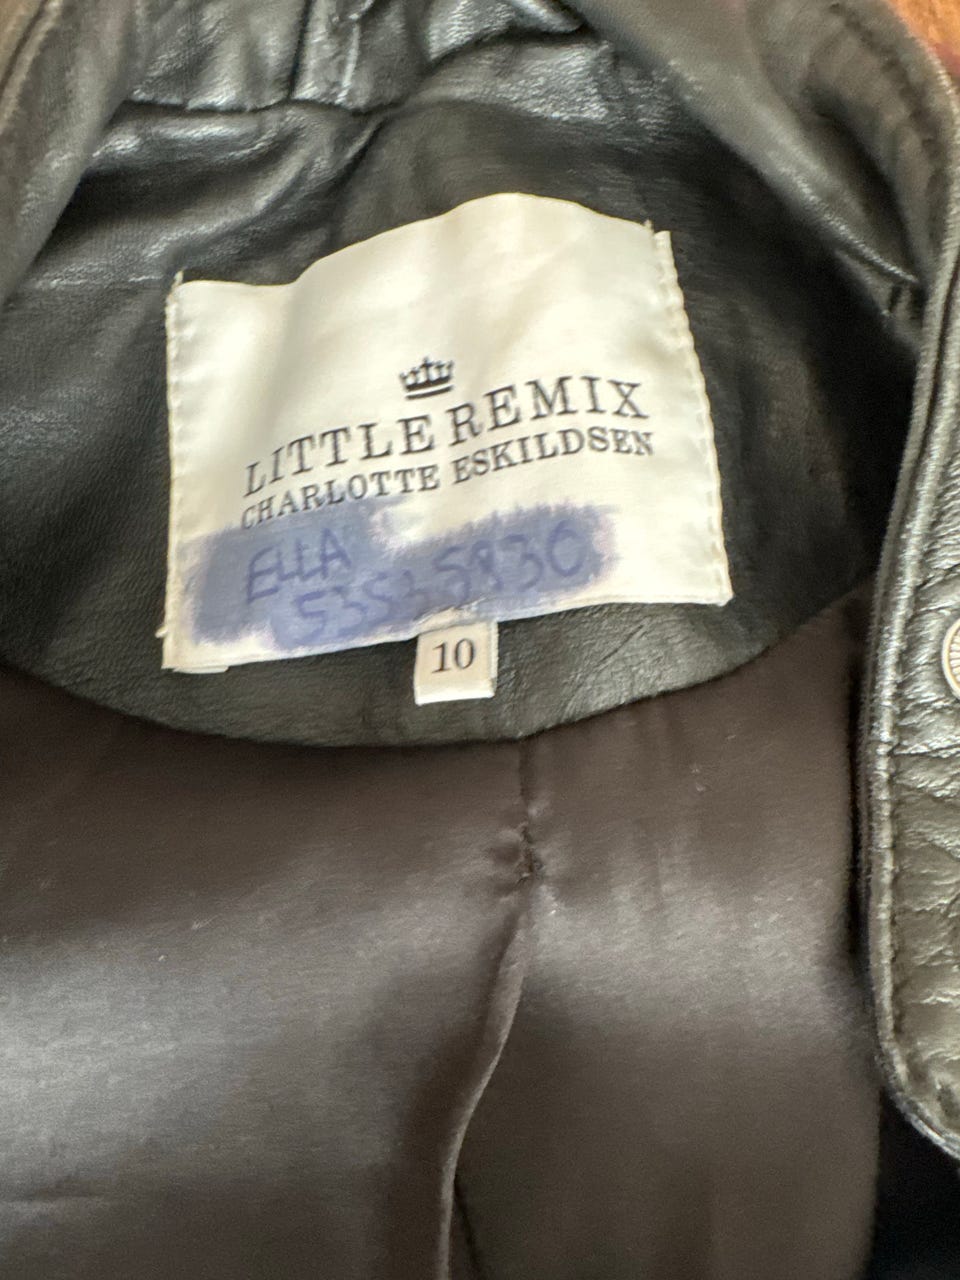 LITTLE REMIX
CHARLOTTE ESKILDSEN
ELLA
10